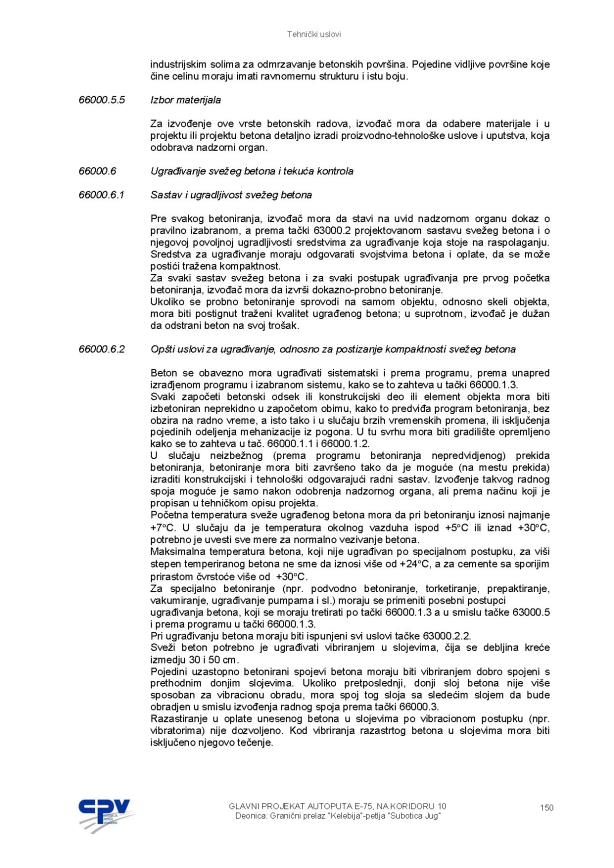 Tehnički uslovi
industrijskim solima za odmrzavanje betonskih površina. Pojedine vidljive površine koje
čine celinu moraju imati ravnomernu strukturu i istu boju.
66000.5.5 Izbor materijala
Za izvođenje ove vrste betonskih radova, izvođač mora da odabere materijale i u
projektu ili projektu betona detaljno izradi proizvodno-tehnološke uslove i uputstva, koja
odobrava nadzorni organ.
66000.6 Ugrađivanje svežeg betona i tekuća kontrola
66000.6.1 Sastav i ugradljivost svežeg betona
Pre svakog betoniranja, izvođač mora da stavi na uvid nadzornom organu dokaz o
pravilno izabranom, a prema tački 63000.2 projektovanom sastavu svežeg betona i o
njegovoj povoljnoj ugradljivosti sredstvima za ugrađivanje koja stoje na raspolaganju.
Sredstva za ugrađivanje moraju odgovarati svojstvima betona i oplate, da se može
postići tražena kompaktnost.
Za svaki sastav svežeg betona i za svaki postupak ugrađivanja pre prvog početka
betoniranja, izvođač mora da izvrši dokazno-probno betoniranje.
Ukoliko se probno betoniranje sprovodi na samom objektu, odnosno skeli objekta,
mora biti postignut traženi kvalitet ugrađenog betona; u suprotnom, izvođač je dužan
da odstrani beton na svoj trošak.
66000.6.2 Opšti uslovi za ugrađivanje, odnosno za postizanje kompaktnosti svežeg betona
Beton se obavezno mora ugrađivati sistematski i prema programu, prema unapred
izrađjenom programu i izabranom sistemu, kako se to zahteva u tački 66000.1.3.
Svaki započeti betonski odsek ili konstrukcijski deo ili element objekta mora biti
izbetoniran neprekidno u započetom obimu, kako to predviđa program betoniranja, bez
obzira na radno vreme, a isto tako i u slučaju brzih vremenskih promena, ili isključenja
pojedinih odeljenja mehanizacije iz pogona. U tu svrhu mora biti gradilište opremljeno
kako se to zahteva u tač. 66000.1.1 i 66000.1.2.
U slučaju neizbežnog (prema programu betoniranja nepredvidjenog) prekida
betoniranja, betoniranje mora biti završeno tako da je moguće (na mestu prekida)
izraditi konstrukcijski i tehnološki odgovarajući radni sastav. Izvođenje takvog radnog
spoja moguće je samo nakon odobrenja nadzornog organa, ali prema načinu koji je
propisan u tehničkom opisu projekta.
Početna temperatura sveže ugrađenog betona mora da pri betoniranju iznosi najmanje
+7°C. U slučaju da je temperatura okolnog vazduha ispod +5°C ili iznad +30°C,
potrebno je uvesti sve mere za normalno vezivanje betona.
Maksimalna temperatura betona, koji nije ugrađivan po specijalnom postupku, za viši
stepen temperiranog betona ne sme da iznosi više od +24°C, a za cemente sa sporijim
prirastom čvrstoće više od +30°C.
Za specijalno betoniranje (npr. podvodno betoniranje, torketiranje, prepaktiranje,
vakumiranje, ugrađivanje pumpama i sl.) moraju se primeniti posebni postupci
ugrađivanja betona, koji se moraju tretirati po tački 66000.1.3 a u smislu tačke 63000.5
i prema programu u tački 66000.1.3.
Pri ugrađivanju betona moraju biti ispunjeni svi uslovi tačke 63000.2.2.
Sveži beton potrebno je ugrađivati vibriranjem u slojevima, čija se debljina kreće
izmedju 30 i 50 cm.
Pojedini uzastopno betonirani spojevi betona moraju biti vibriranjem dobro spojeni s
prethodnim donjim slojevima. Ukoliko pretposlednji, donji sloj betona nije više
sposoban za vibracionu obradu, mora spoj tog sloja sa sledećim slojem da bude
obradjen u smislu izvođenja radnog spoja prema tački 66000.3.
Razastiranje u oplate unesenog betona u slojevima po vibracionom postupku (npr.
vibratorima) nije dozvoljeno. Kod vibriranja razastrtog betona u slojevima mora biti
isključeno njegovo tečenje.
CPV
GLAVNI PROJEKAT AUTOPUTA E-75, NA KORIDORU 10
Deonica: Granični prelaz "Kelebija"-petlja "Subotica Jug"
150